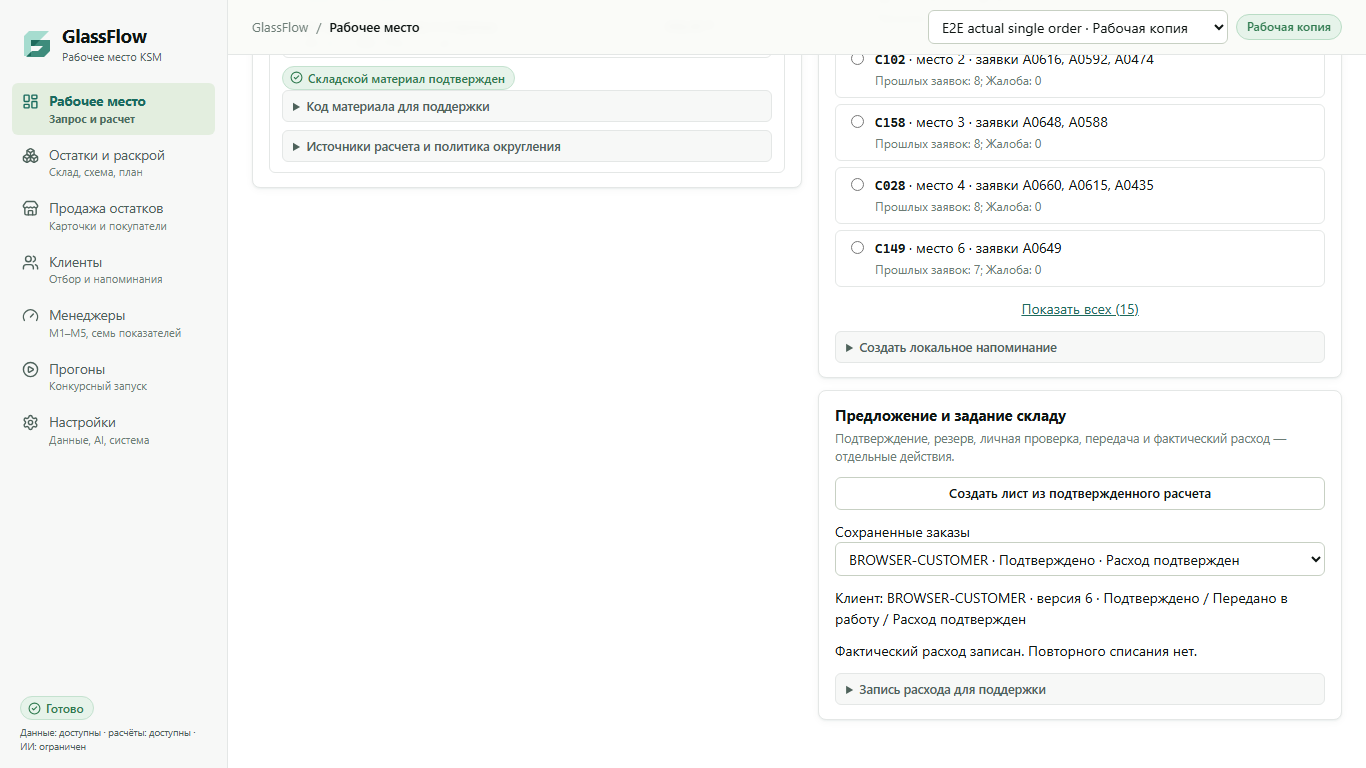 GlassFlow
Рабочее место KSM
Рабочее место
Запрос и расчет
Остатки и раскрой
Склад, схема, план
Продажа остатков
Карточки и покупатели
Клиенты
Отбор и напоминания
Менеджеры
М1–М5, семь показателей
Прогоны
Конкурсный запуск
Настройки
Данные, AI, система
Готово
Данные: доступны · расчёты: доступны ·
ИИ: ограничен
GlassFlow / Рабочее место
E2E actual single order · Рабочая копия
Рабочая копия
Складской материал подтвержден
Код материала для поддержки
Источники расчета и политика округления
C102 · место 2 · заявки A0616, A0592, A0474
Прошлых заявок: 8; Жалоба: 0
C158 · место 3 · заявки A0648, A0588
Прошлых заявок: 8; Жалоба: 0
C028 · место 4 · заявки A0660, A0615, A0435
Прошлых заявок: 8; Жалоба: 0
C149 · место 6 · заявки A0649
Прошлых заявок: 7; Жалоба: 0
Показать всех (15)
Создать локальное напоминание
Предложение и задание складу
Подтверждение, резерв, личная проверка, передача и фактический расход —
отдельные действия.
Создать лист из подтвержденного расчета
Сохраненные заказы
BROWSER-CUSTOMER · Подтверждено · Расход подтвержден
Клиент: BROWSER-CUSTOMER · версия 6 · Подтверждено / Передано в
работу / Расход подтвержден
Фактический расход записан. Повторного списания нет.
Запись расхода для поддержки